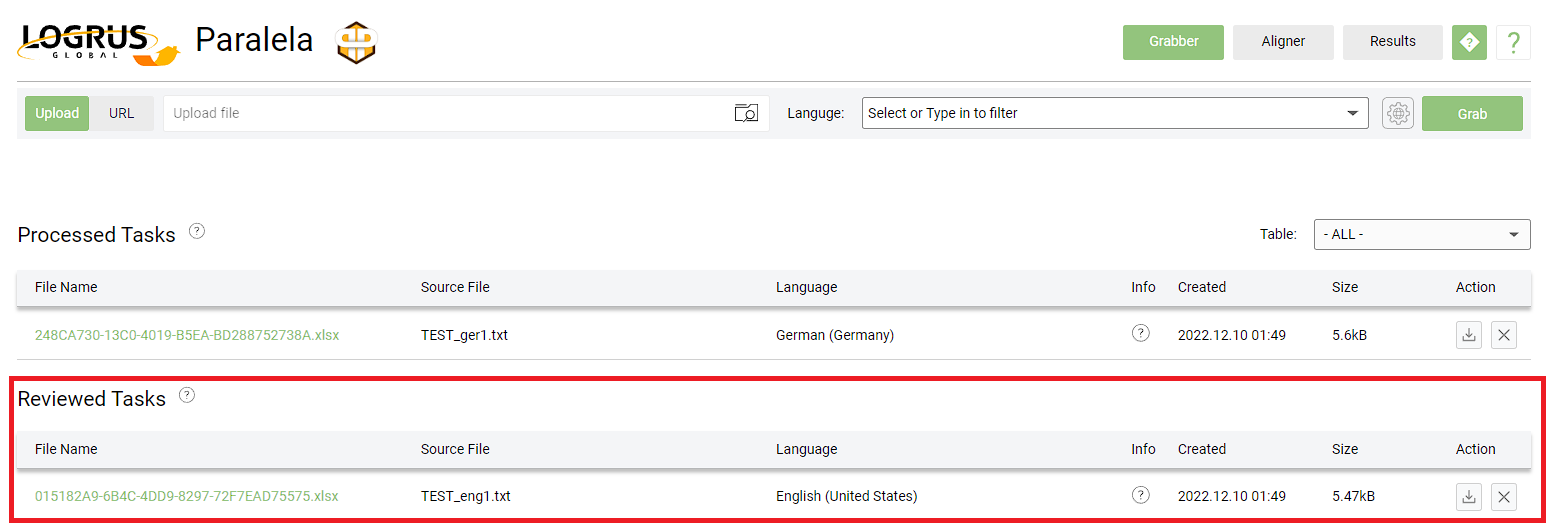 LOGRUS
GLOBAL
Paralela
Grabber Aligner Results ? ?
Upload URL Upload file Languge: Select or Type in to filter Grab
Processed Tasks ? Table: - ALL -
File Name Source File Language Info Created Size Action
248CA730-13C0-4019-B5EA-BD288752738A.xlsx TEST_ger1.txt German (Germany) ? 2022.12.10 01:49 5.6kB
Reviewed Tasks ?
File Name Source File Language Info Created Size Action
015182A9-6B4C-4DD9-8297-72F7EAD75575.xlsx TEST_eng1.txt English (United States) ? 2022.12.10 01:49 5.47kB